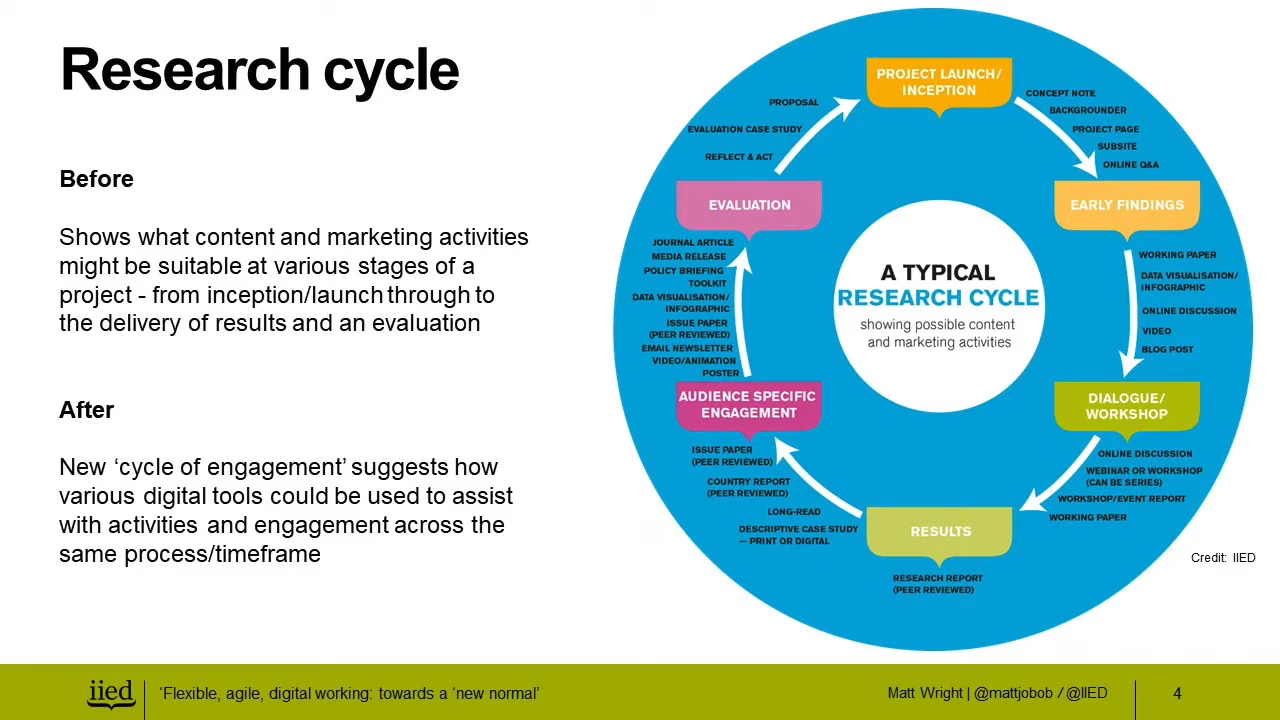 Research cycle
Before
Shows what content and marketing activities
might be suitable at various stages of a
project - from inception/launch through to
the delivery of results and an evaluation
After
New ‘cycle of engagement’ suggests how
various digital tools could be used to assist
with activities and engagement across the
same process/timeframe
PROJECT LAUNCH/
INCEPTION
CONCEPT NOTE
BACKGROUNDER
PROJECT PAGE
SUBSITE
ONLINE Q&A
EARLY FINDINGS
WORKING PAPER
DATA VISUALISATION/
INFOGRAPHIC
ONLINE DISCUSSION
VIDEO
BLOG POST
DIALOGUE/
WORKSHOP
ONLINE DISCUSSION
WEBINAR OR WORKSHOP
(CAN BE SERIES)
WORKSHOP/EVENT REPORT
WORKING PAPER
RESULTS
RESEARCH REPORT
(PEER REVIEWED)
ISSUE PAPER
(PEER REVIEWED)
COUNTRY REPORT
(PEER REVIEWED)
LONG-READ
DESCRIPTIVE CASE STUDY
— PRINT OR DIGITAL
AUDIENCE SPECIFIC
ENGAGEMENT
JOURNAL ARTICLE
MEDIA RELEASE
POLICY BRIEFING
TOOLKIT
DATA VISUALISATION/
INFOGRAPHIC
ISSUE PAPER
(PEER REVIEWED)
EMAIL NEWSLETTER
VIDEO/ANIMATION
POSTER
EVALUATION
PROPOSAL
EVALUATION CASE STUDY
REFLECT & ACT
A TYPICAL
RESEARCH CYCLE
showing possible content
and marketing activities
Credit: IIED
iied
‘Flexible, agile, digital working: towards a ‘new normal’
Matt Wright | @mattjobob / @IIED
4